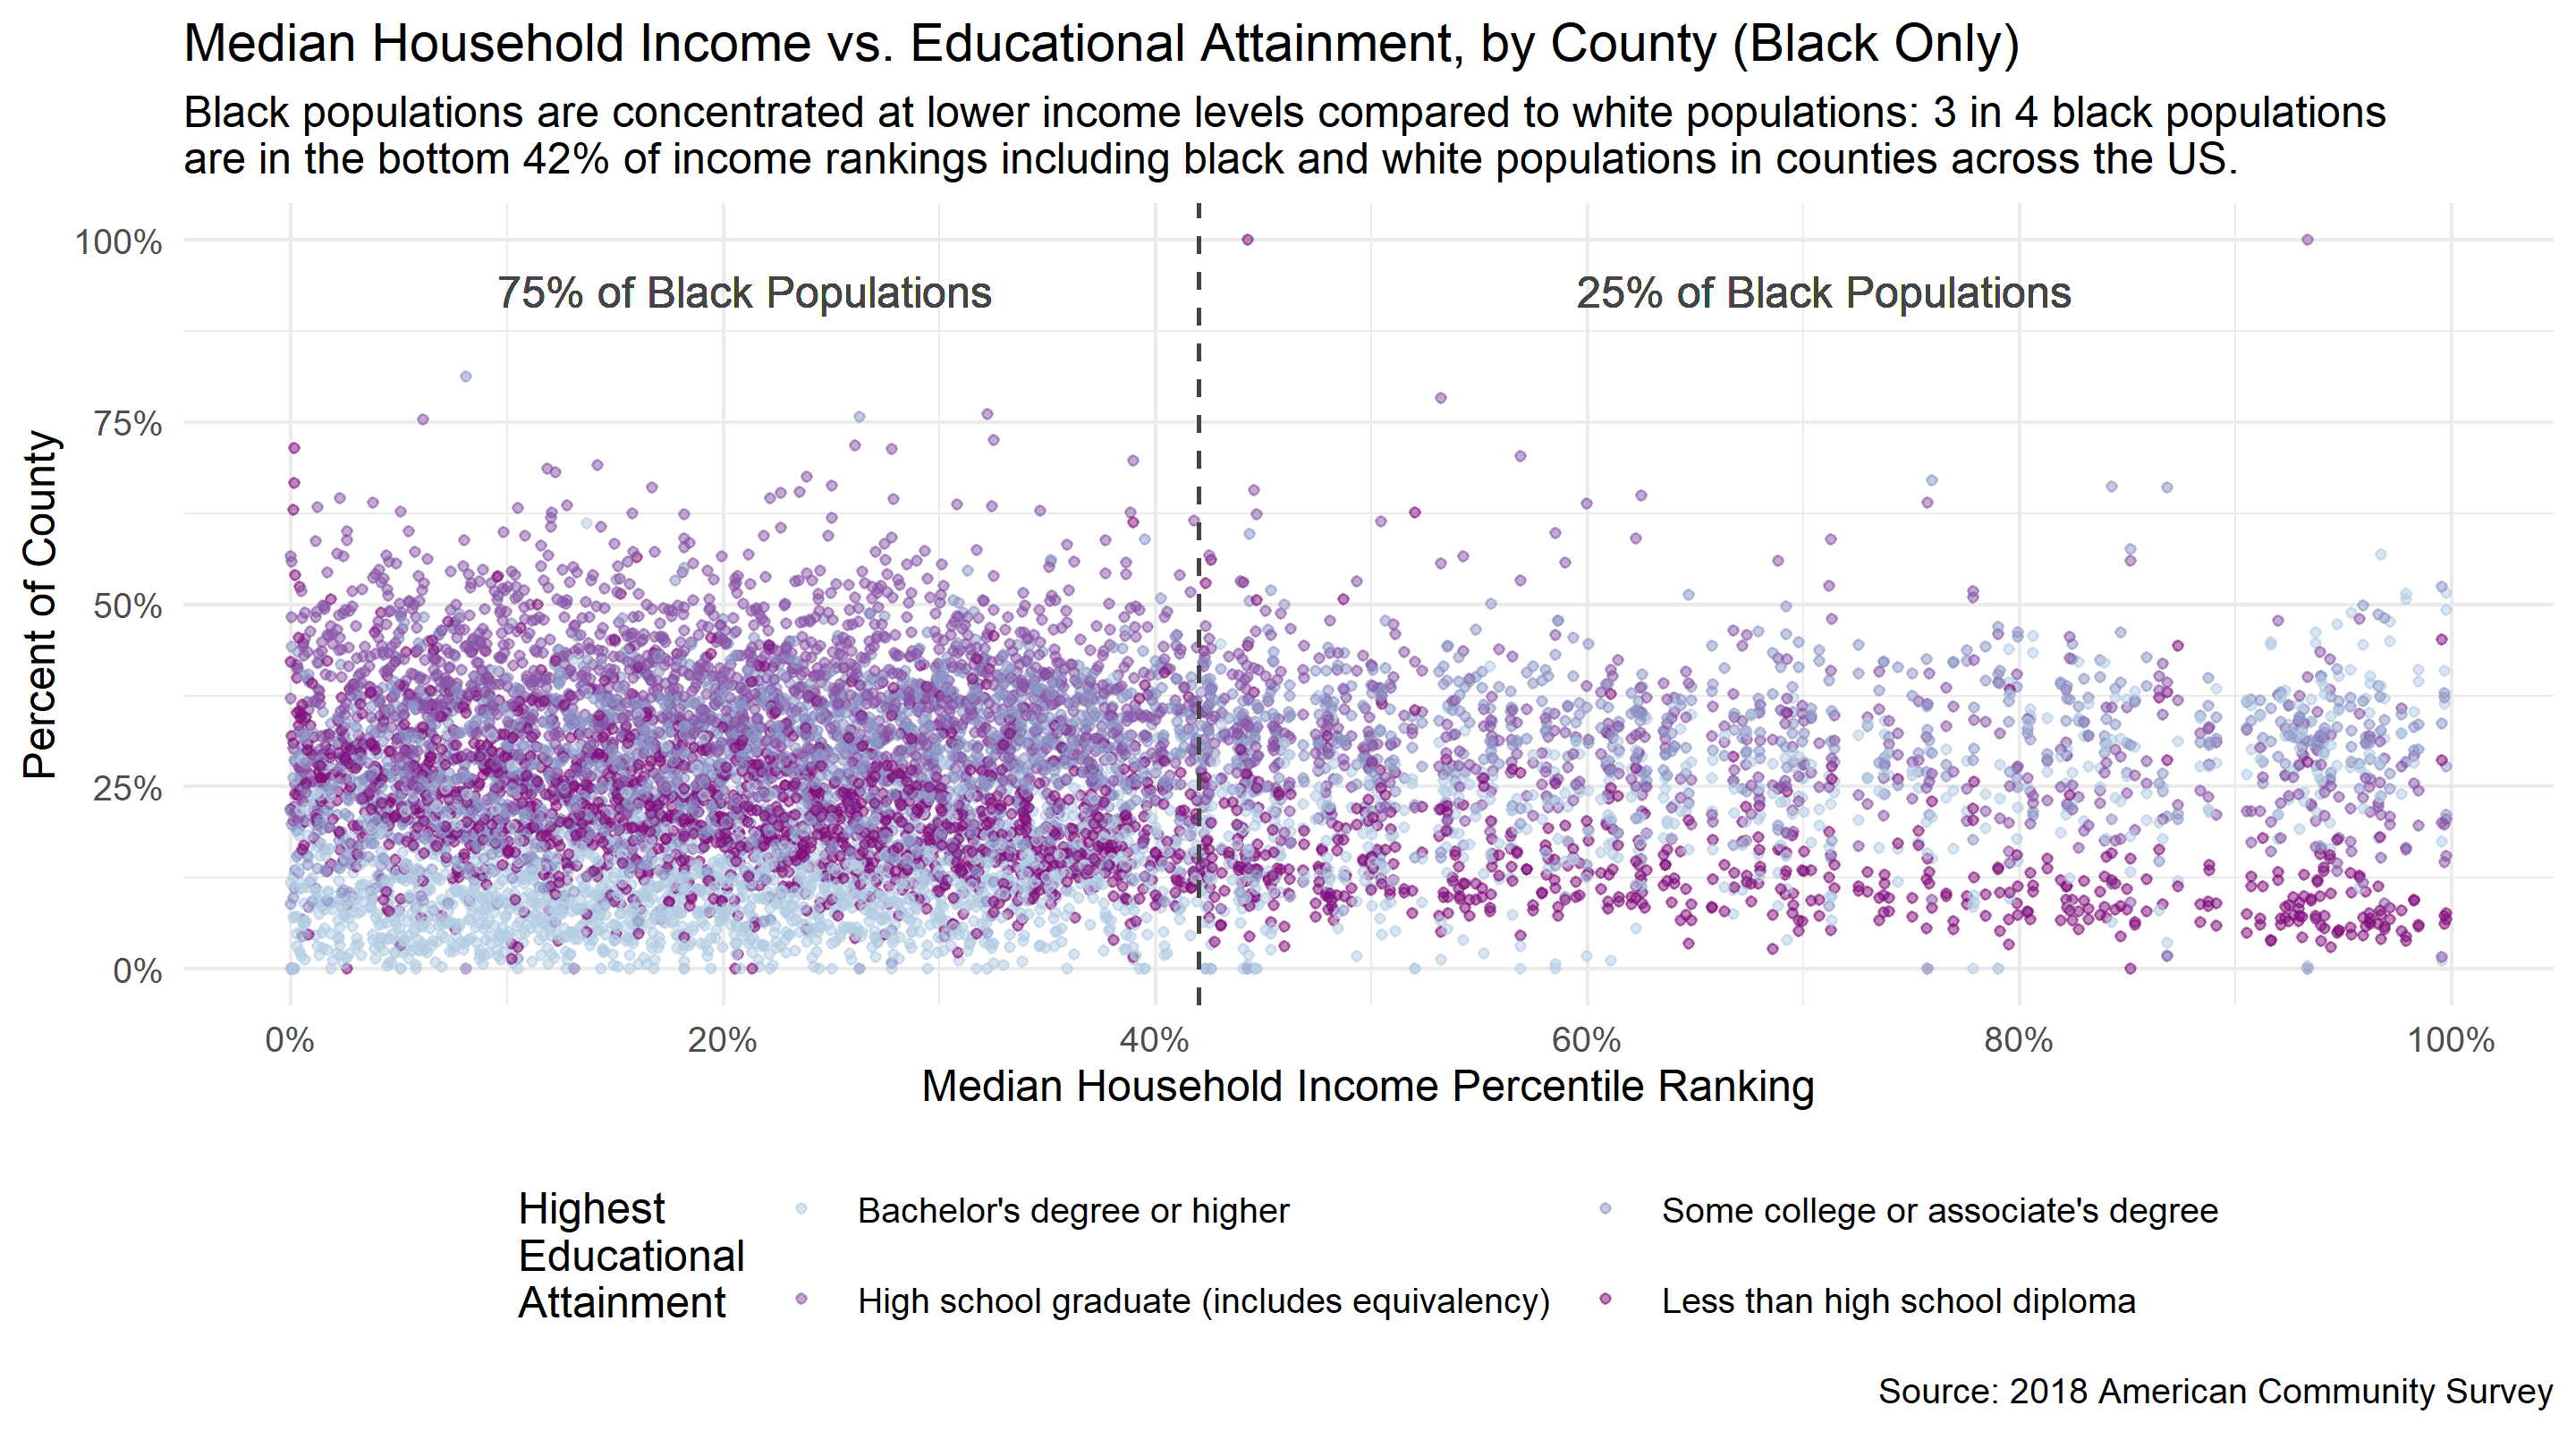 Median Household Income vs. Educational Attainment, by County (Black Only)
Black populations are concentrated at lower income levels compared to white populations: 3 in 4 black populations
are in the bottom 42% of income rankings including black and white populations in counties across the US.
100%
75%
50%
25%
0%
Percent of County
75% of Black Populations
25% of Black Populations
0%
20%
40%
60%
80%
100%
Median Household Income Percentile Ranking
Highest
Educational
Attainment
Bachelor's degree or higher
Some college or associate's degree
High school graduate (includes equivalency)
Less than high school diploma
Source: 2018 American Community Survey